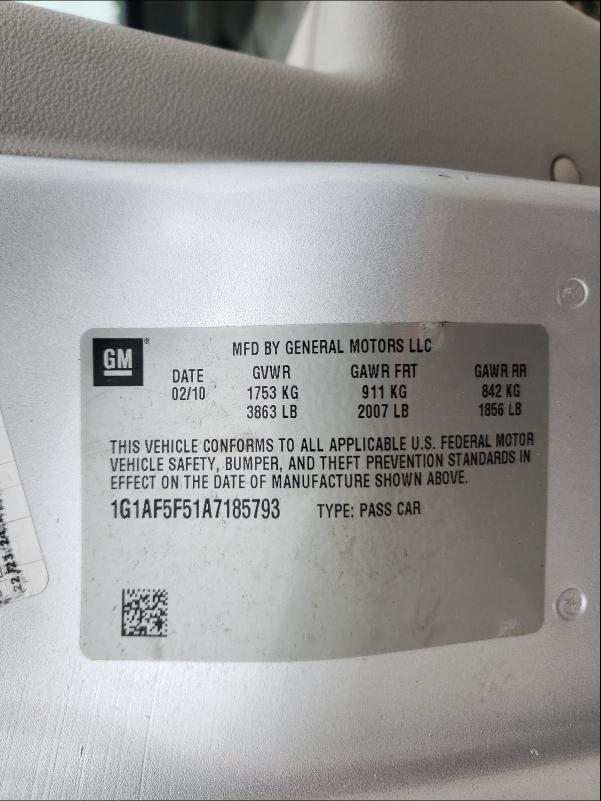 GM®
MFD BY GENERAL MOTORS LLC
DATE GVWR GAWR FRT GAWR RR
02/10 1753 KG 911 KG 842 KG
3863 LB 2007 LB 1856 LB
THIS VEHICLE CONFORMS TO ALL APPLICABLE U.S. FEDERAL MOTOR
VEHICLE SAFETY, BUMPER, AND THEFT PREVENTION STANDARDS IN
EFFECT ON THE DATE OF MANUFACTURE SHOWN ABOVE.
1G1AF5F51A7185793 TYPE: PASS CAR